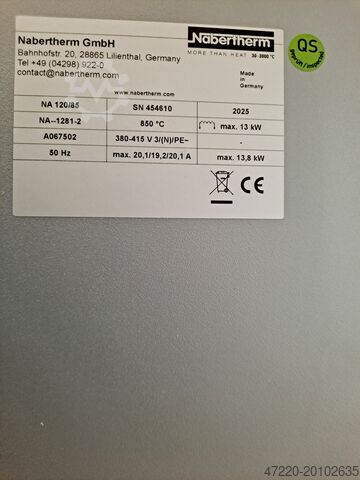 Nabertherm GmbH
Bahnhofstr. 20, 28865 Lilienthal, Germany
Tel +49 (04298) 922-0
contact@nabertherm.com
Nabertherm
MORE THAN HEAT 30-3000 °C
Made
in
Germany
www.nabertherm.com
NA 120/85 SN 454610 2025
NA--1281-2 850 °C max. 13 kW
A067502 380-415 V 3/(N)/PE~ -
50 Hz max. 20,1/19,2/20,1 A max. 13,8 kW
CE
QS
geprüft / inspected
47220-20102635